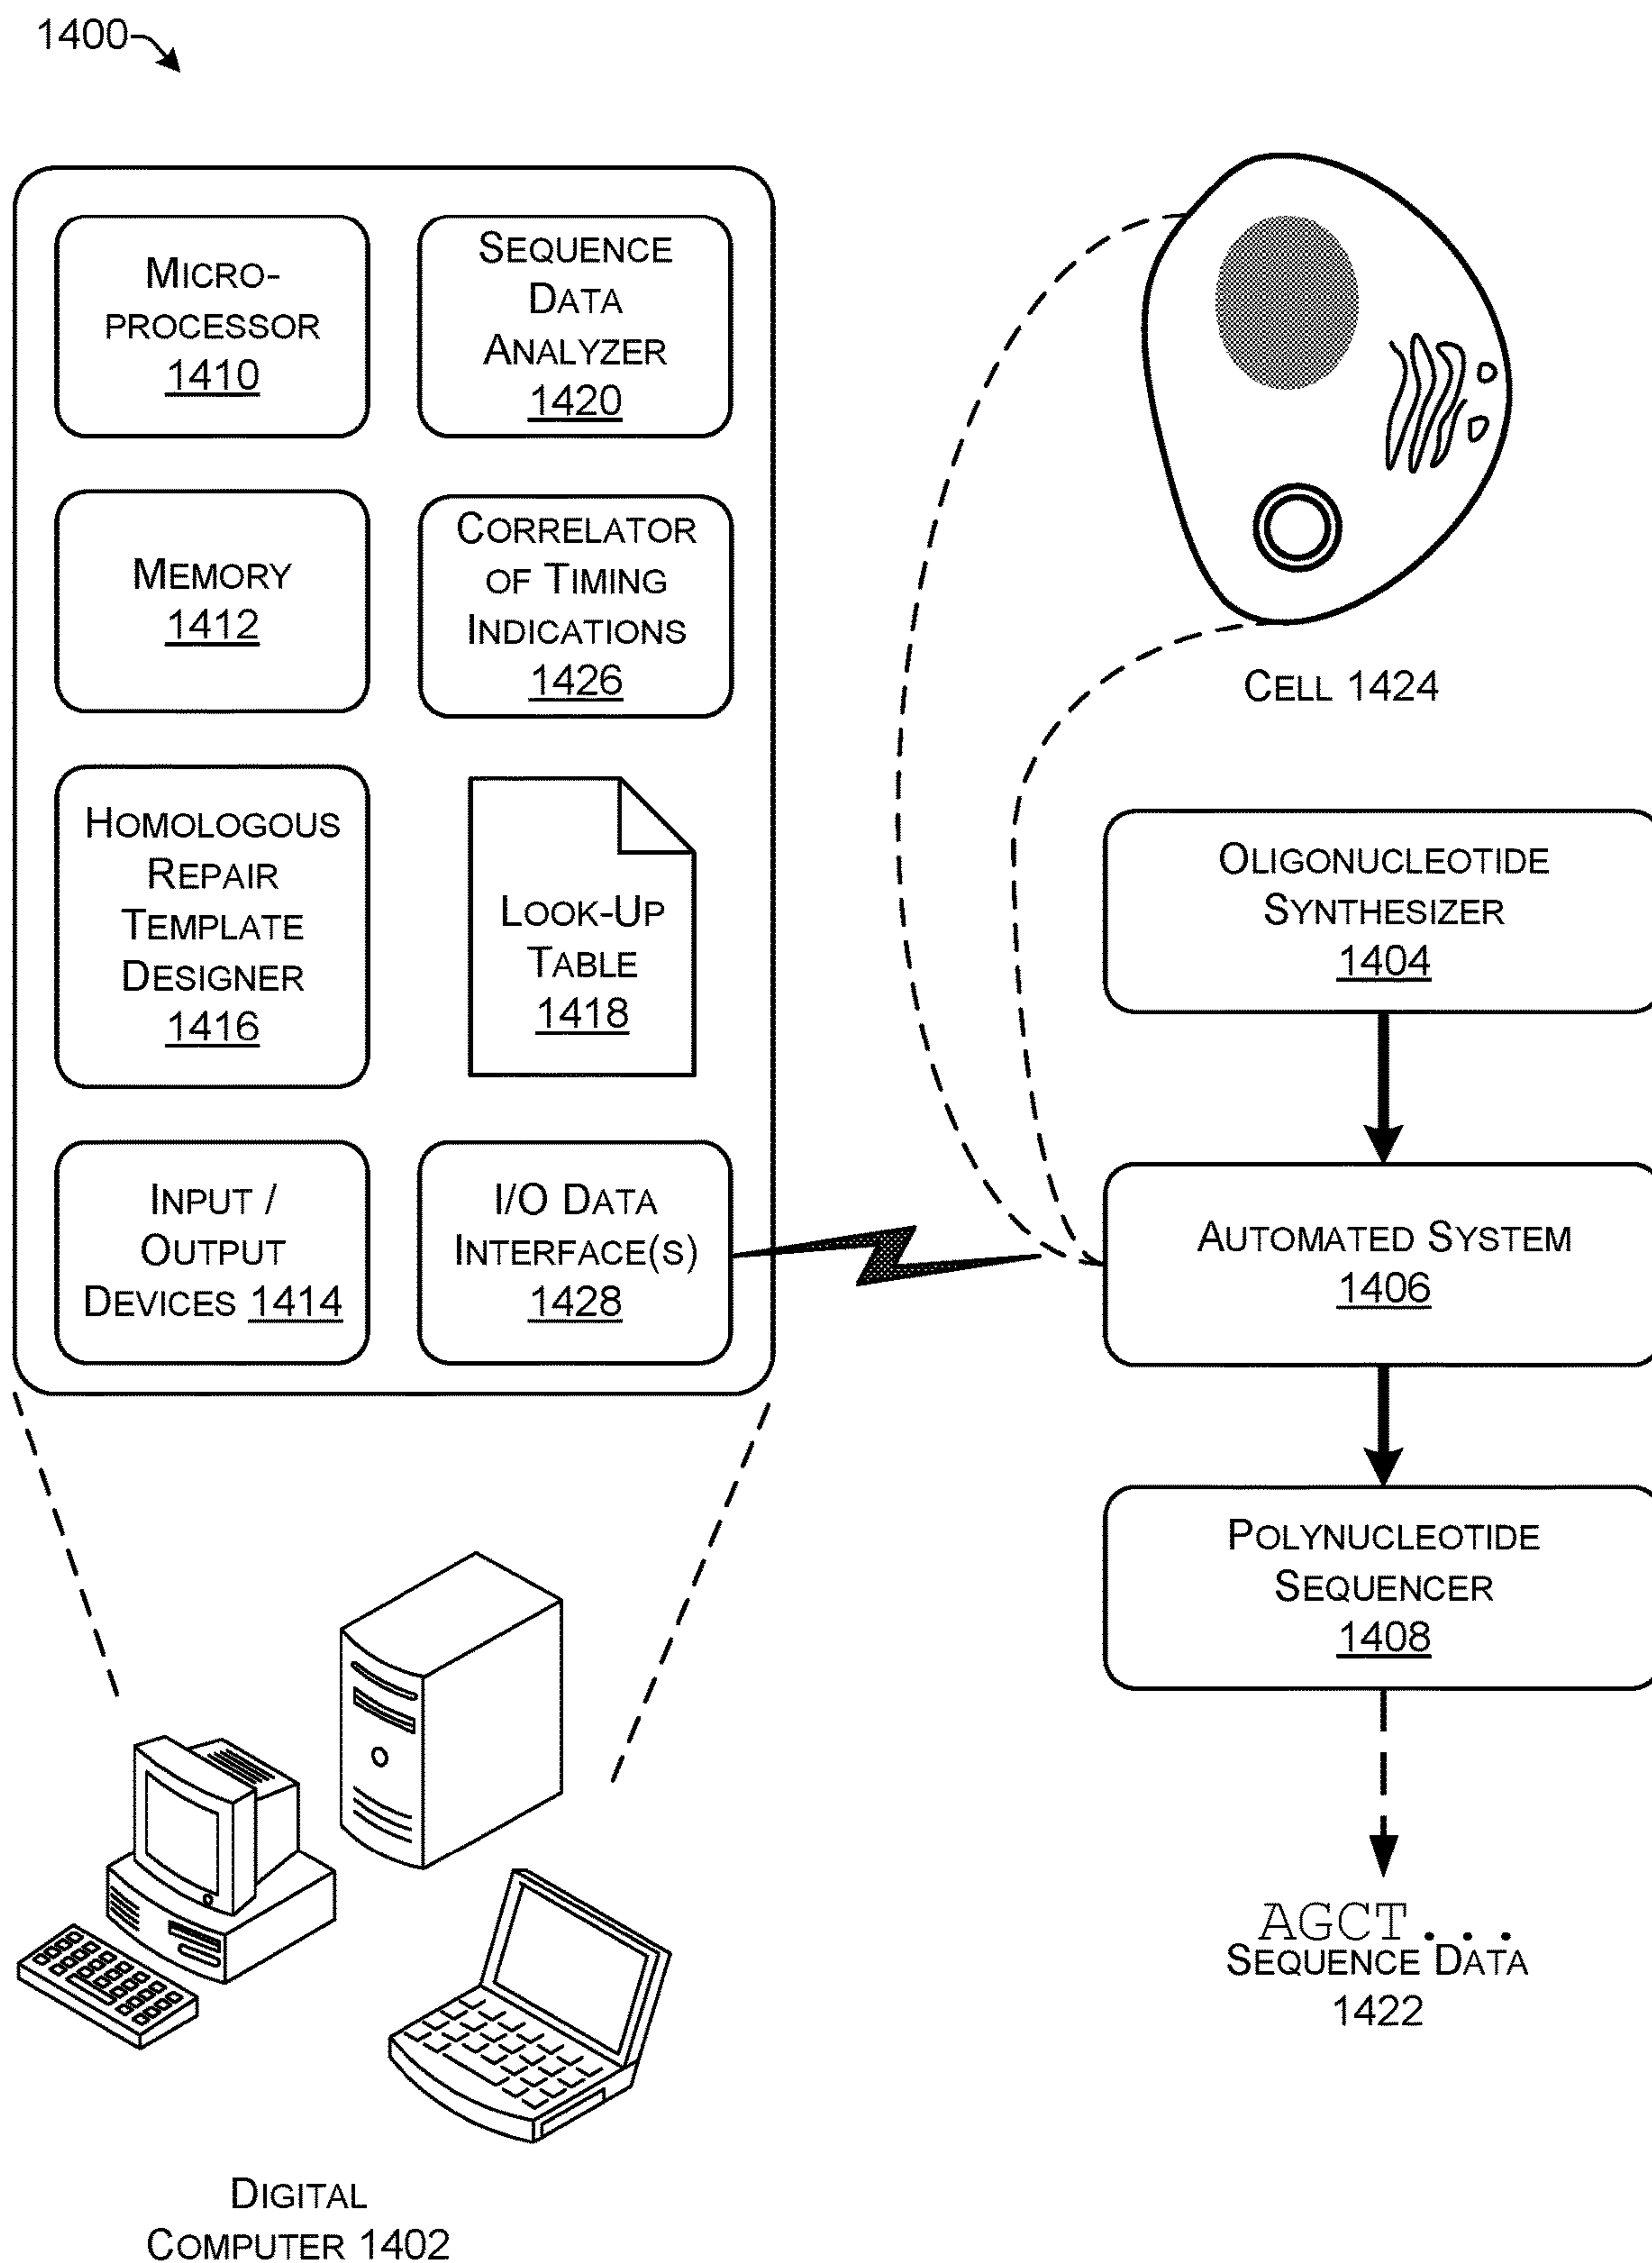 1400
MICRO-
PROCESSOR
1410
SEQUENCE
DATA
ANALYZER
1420
MEMORY
1412
CORRELATOR
OF TIMING
INDICATIONS
1426
HOMOLOGOUS
REPAIR
TEMPLATE
DESIGNER
1416
LOOK-UP
TABLE
1418
INPUT /
OUTPUT
DEVICES 1414
I/O DATA
INTERFACE(S)
1428
DIGITAL
COMPUTER 1402
CELL 1424
OLIGONUCLEOTIDE
SYNTHESIZER
1404
AUTOMATED SYSTEM
1406
POLYNUCLEOTIDE
SEQUENCER
1408
AGCT...
SEQUENCE DATA
1422